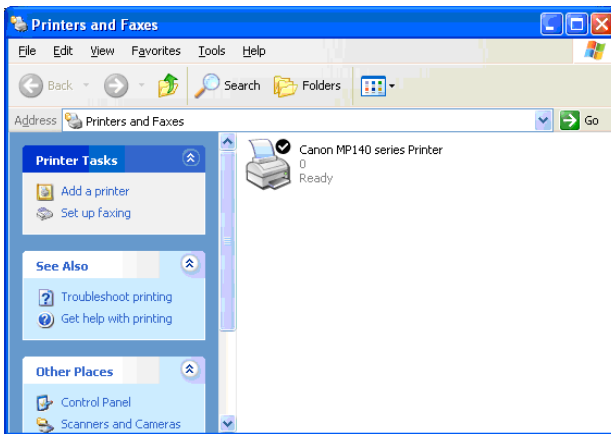 Printers and Faxes
File Edit View Favorites Tools Help
Back Search Folders
Address Printers and Faxes Go
Printer Tasks
Add a printer
Set up faxing
See Also
Troubleshoot printing
Get help with printing
Other Places
Control Panel
Scanners and Cameras
Canon MP140 series Printer
0
Ready